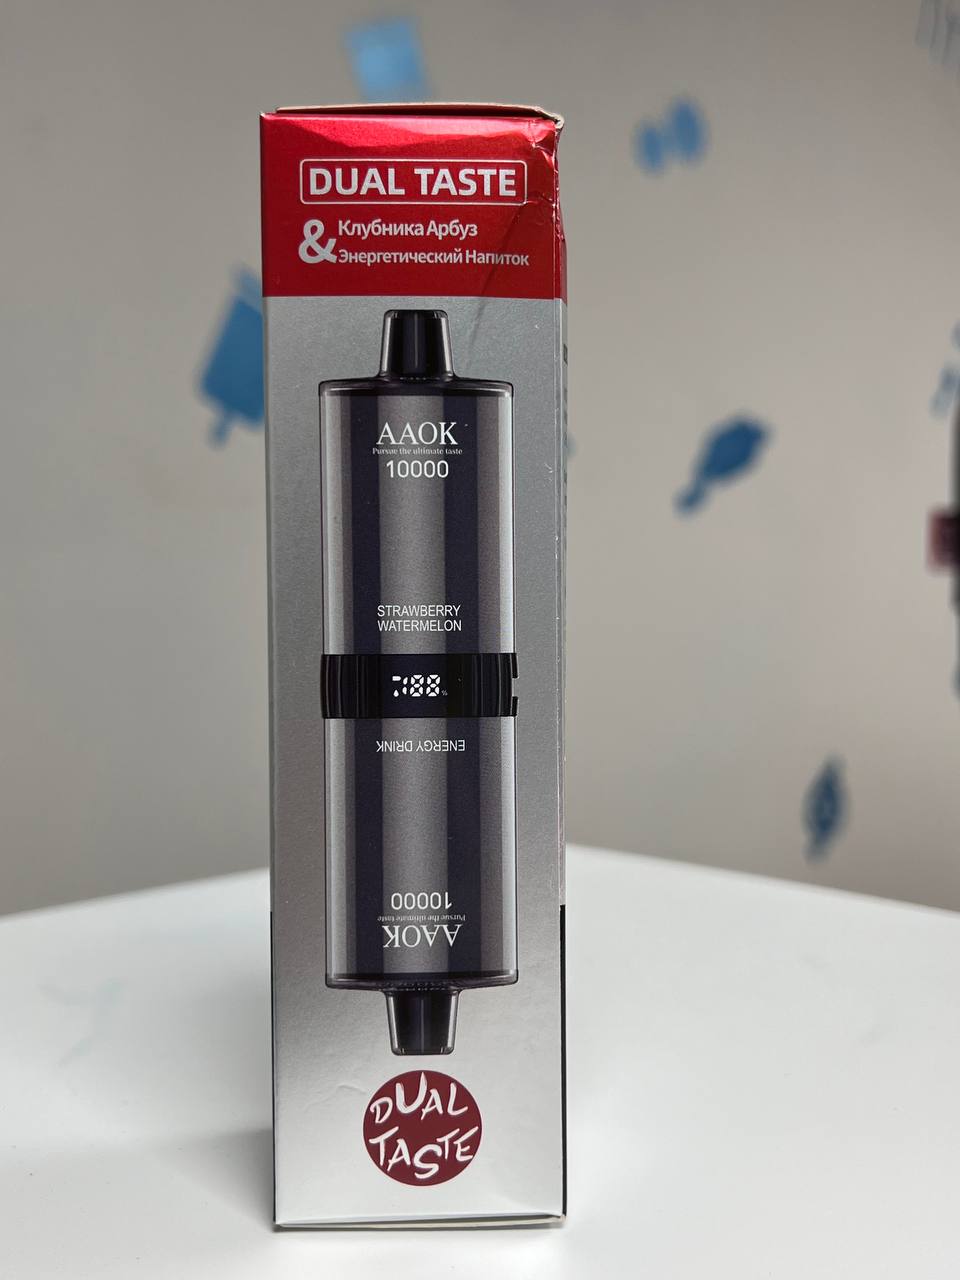 DUAL TASTE
& Клубника Арбуз
Энергетический Напиток
AAOK
Pursue the ultimate taste
10000
STRAWBERRY
WATERMELON
188%
ENERGY DRINK
10000
Pursue the ultimate taste
AAOK
DUAL
TASTE